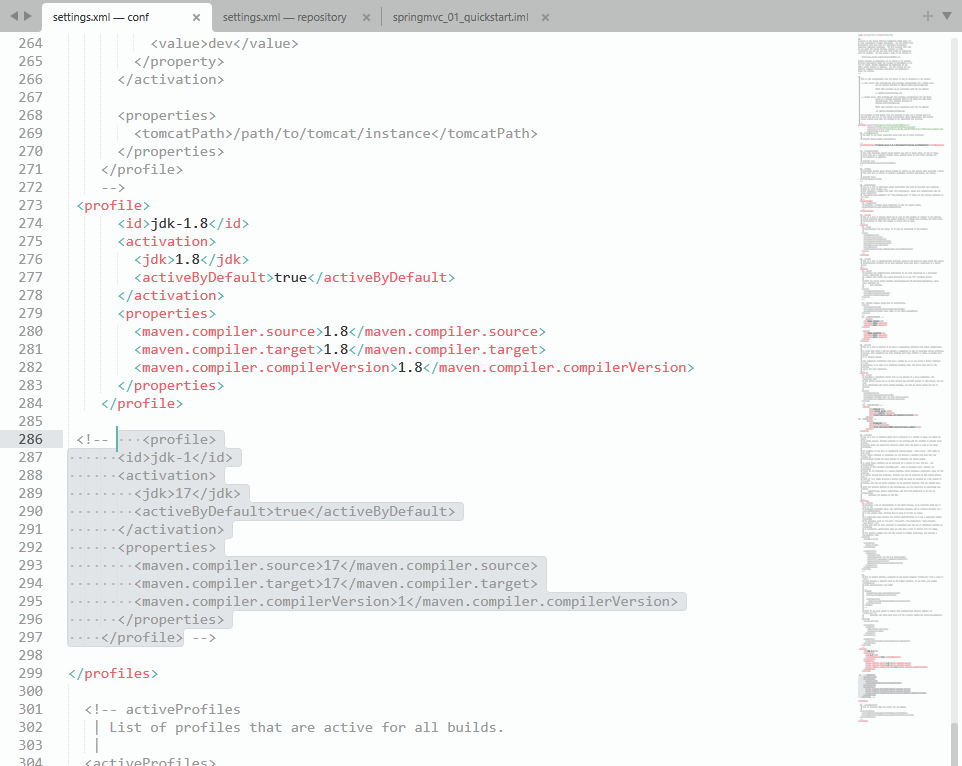 settings.xml — conf × settings.xml — repository × springmvc_01_quickstart.iml ×
264 <value>dev</value>
265 </property>
266 </activation>
267
268 <properties>
269 <tomcatPath>/path/to/tomcat/instance</tomcatPath>
270 </properties>
271 </profile>
272 -->
273 <profile>
274 <id>jdk-1.8</id>
275 <activation>
276 <jdk>1.8</jdk>
277 <activeByDefault>true</activeByDefault>
278 </activation>
279 <properties>
280 <maven.compiler.source>1.8</maven.compiler.source>
281 <maven.compiler.target>1.8</maven.compiler.target>
282 <maven.compiler.compilerVersion>1.8</maven.compiler.compilerVersion>
283 </properties>
284 </profile>
285
286 <!-- <profile>
287 <id>jdk-1</id>
288 <activation>
289 <jdk>17</jdk>
290 <activeByDefault>true</activeByDefault>
291 </activation>
292 <properties>
293 <maven.compiler.source>17</maven.compiler.source>
294 <maven.compiler.target>17</maven.compiler.target>
295 <maven.compiler.compilerVersion>1</maven.compiler.compilerVersion>
296 </properties>
297 </profile> -->
298
299 </profiles>
300
301 <!-- activeProfiles
302 | List of profiles that are active for all builds.
303 |
304 <activeProfiles>